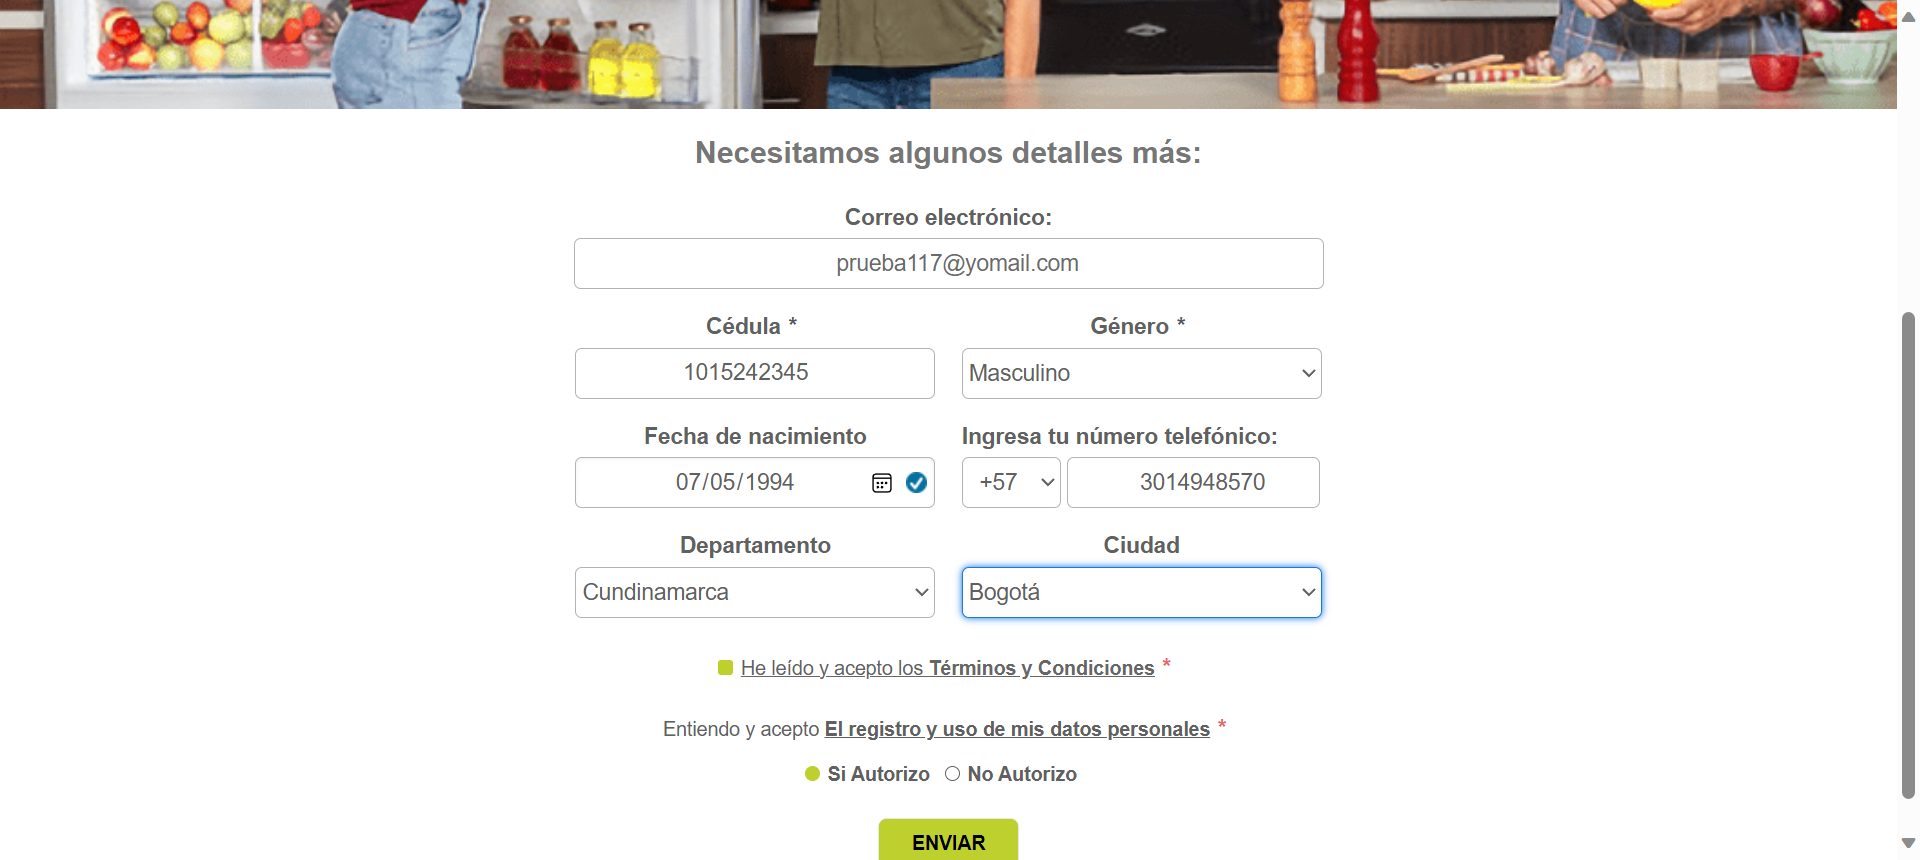 Necesitamos algunos detalles más:
Correo electrónico:
prueba117@yomail.com
Cédula * Género *
1015242345 Masculino
Fecha de nacimiento Ingresa tu número telefónico:
07/05/1994 +57 3014948570
Departamento Ciudad
Cundinamarca Bogotá
He leído y acepto los Términos y Condiciones *
Entiendo y acepto El registro y uso de mis datos personales *
Si Autorizo No Autorizo
ENVIAR